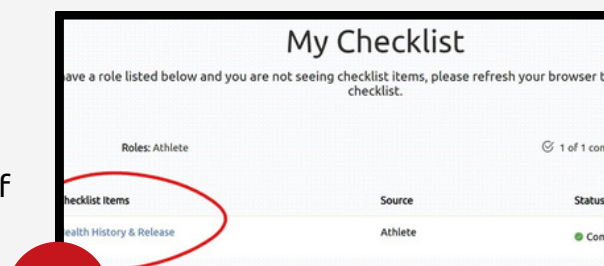 My Checklist
ave a role listed below and you are not seeing checklist items, please refresh your browser t
checklist.
Roles: Athlete
1 of 1 com
f
hecklist Items Source Status
ealth History & Release Athlete Com